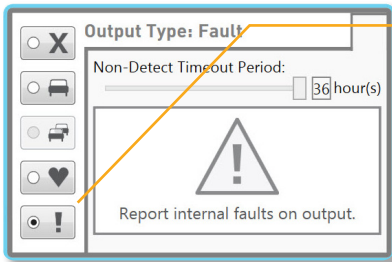 Output Type: Fault
Non-Detect Timeout Period:
36 hour(s)
Report internal faults on output.